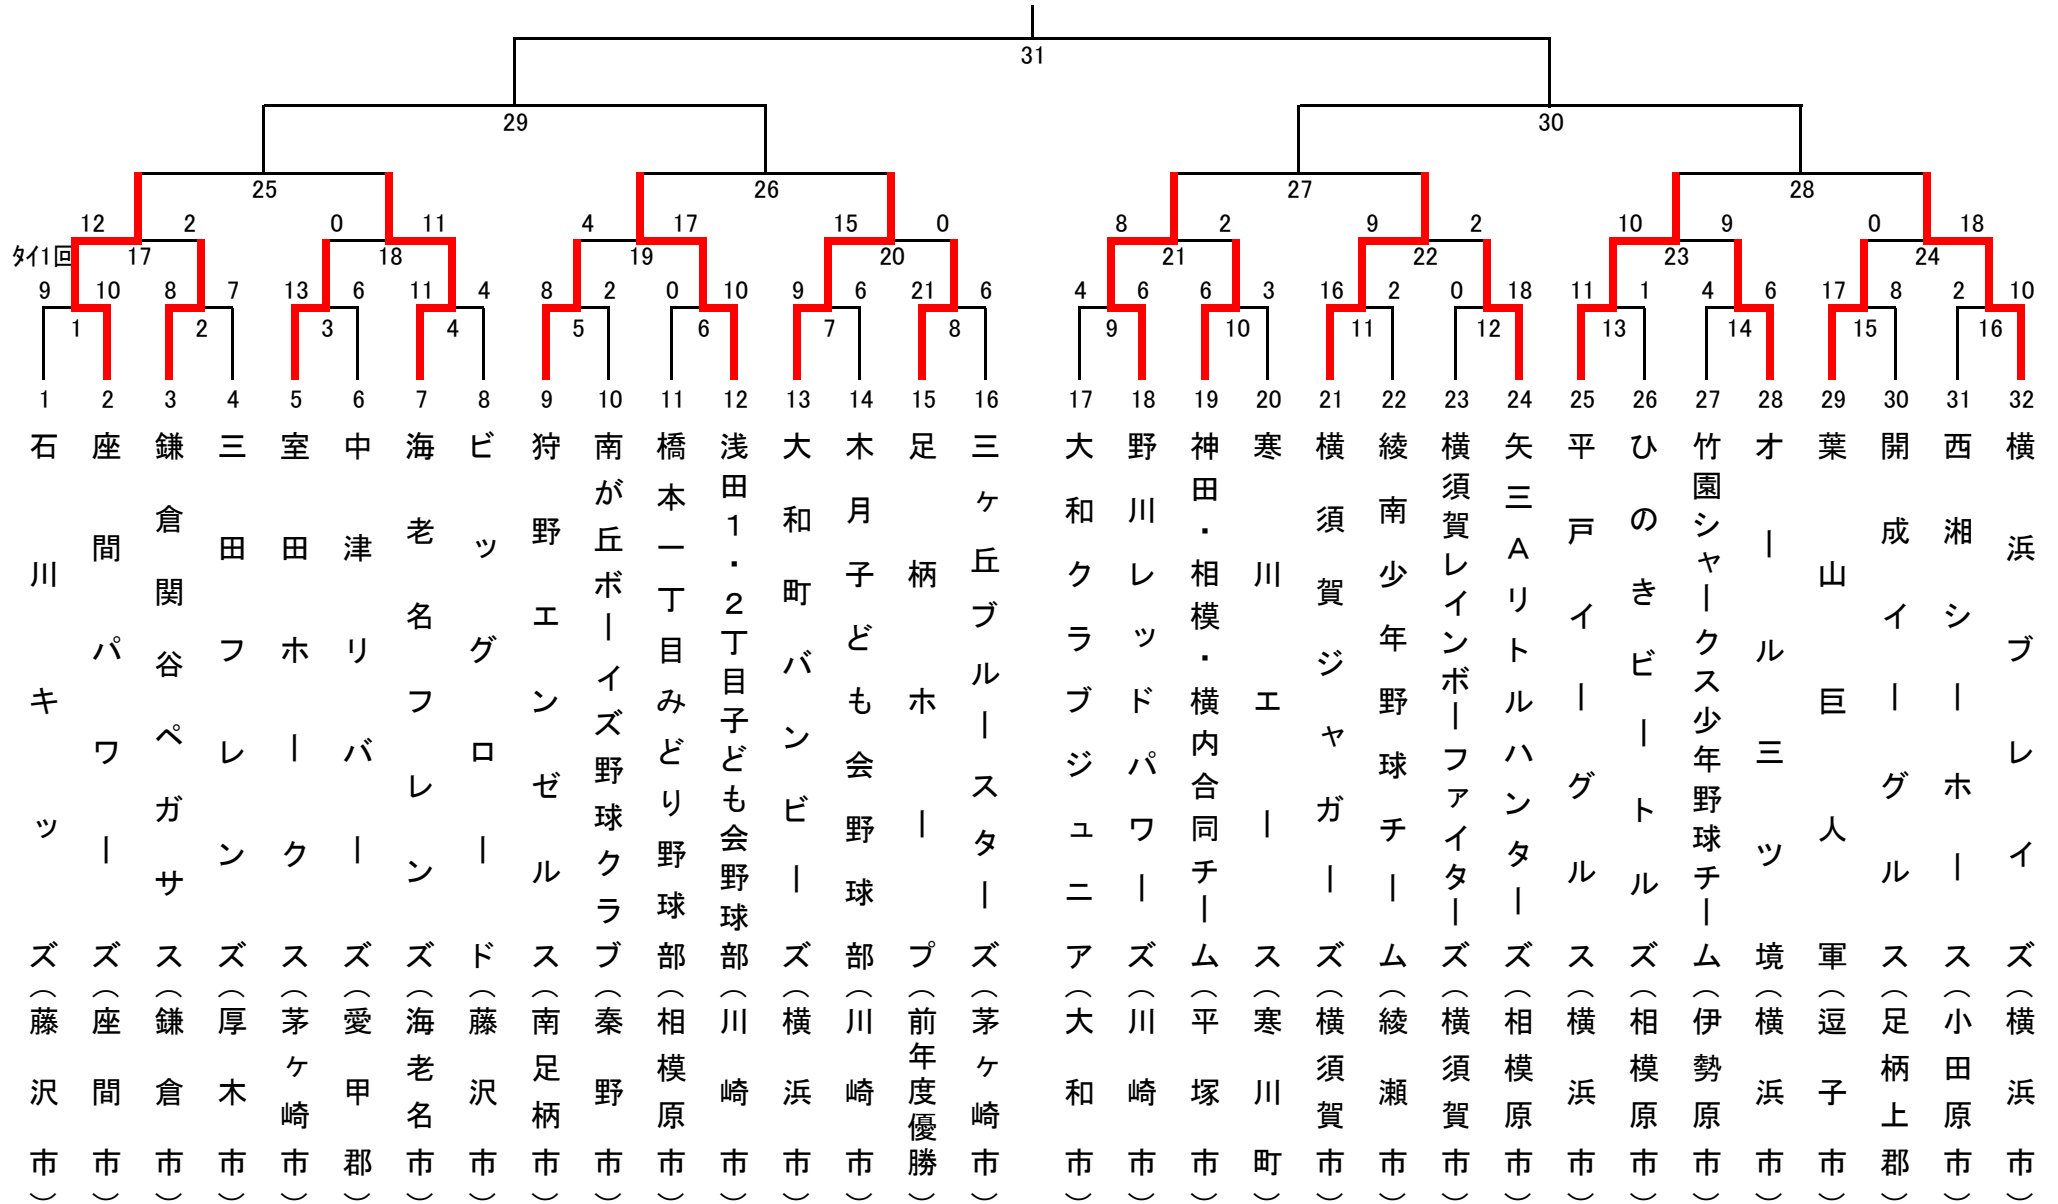 31
29 30
25 26 27 28
12 2 0 11 4 17 15 0 8 2 9 2 10 9 0 18
ﾀｲ1回 17 18 19 20 21 22 23 24
9 10 8 7 13 6 11 4 8 2 0 10 9 6 21 6 4 6 6 3 16 2 0 18 11 1 4 6 17 8 2 10
1 2 3 4 5 6 7 8 9 10 11 12 13 14 15 16
1 2 3 4 5 6 7 8 9 10 11 12 13 14 15 16 17 18 19 20 21 22 23 24 25 26 27 28 29 30 31 32
石川キッズ（藤沢市）
座間パワーズ（座間市）
鎌倉関谷ペガサス（鎌倉市）
三田フレンズ（厚木市）
室田ホークス（茅ヶ崎市）
中津リバーズ（愛甲郡）
海老名フレンズ（海老名市）
ビッグロード（藤沢市）
狩野エンゼルス（南足柄市）
南が丘ボーイズ野球クラブ（秦野市）
橋本一丁目みどり野球部（相模原市）
浅田１・２丁目子ども会野球部（川崎市）
大和町バンビーズ（横浜市）
木月子ども会野球部（川崎市）
足柄ホープ（前年度優勝）
三ヶ丘ブルースターズ（茅ヶ崎市）
大和クラブジュニア（大和市）
野川レッドパワーズ（川崎市）
神田・相模・横内合同チーム（平塚市）
寒川エース（寒川町）
横須賀ジャガーズ（横須賀市）
綾南少年野球チーム（綾瀬市）
横須賀レインボーファイターズ（横須賀市）
矢三Ａリトルハンターズ（相模原市）
平戸イーグルス（横浜市）
ひのきビートルズ（相模原市）
竹園シャークス少年野球チーム（伊勢原市）
オール三ツ境（横浜市）
葉山巨人軍（逗子市）
開成イーグルス（足柄上郡）
西湘シーホース（小田原市）
横浜ブレイズ（横浜市）